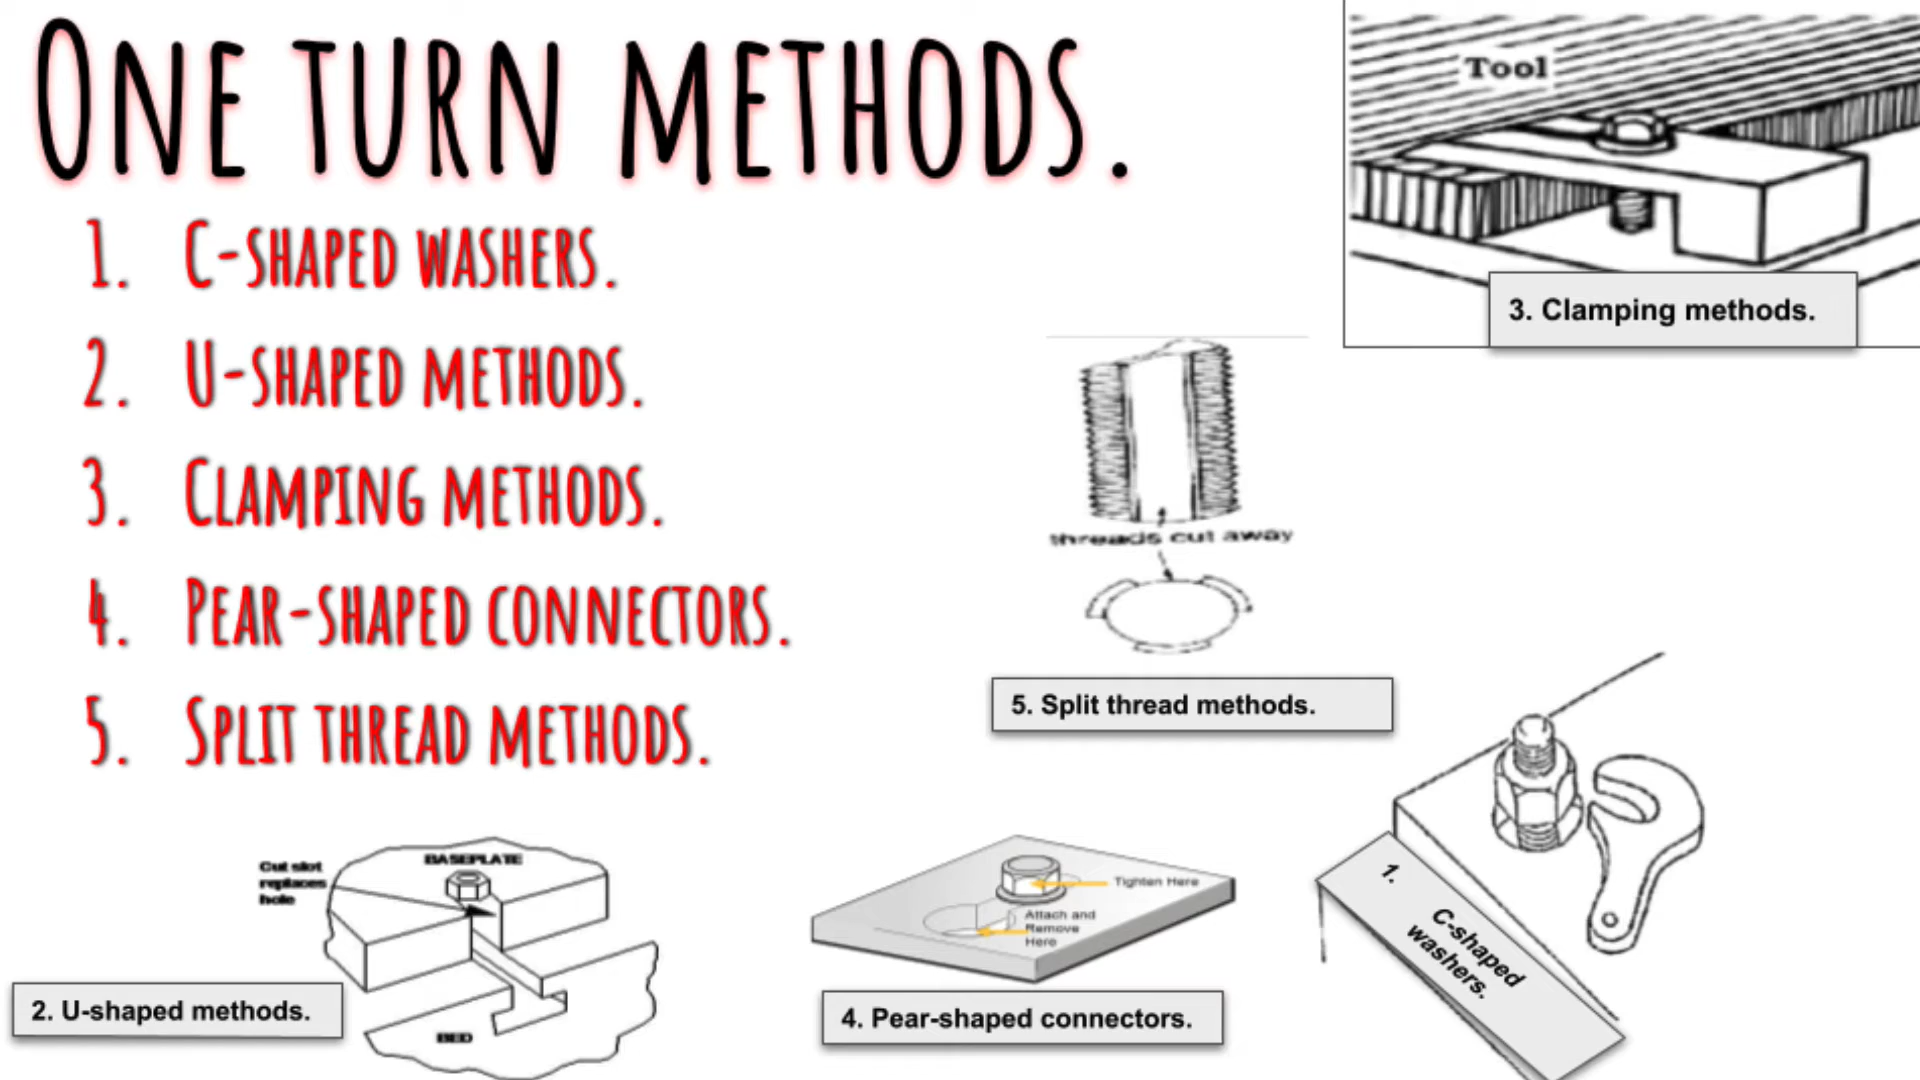 One turn methods.
1. C-shaped washers.
2. U-shaped methods.
3. Clamping methods.
4. Pear-shaped connectors.
5. Split thread methods.
Tool
3. Clamping methods.
threads cut away
5. Split thread methods.
Cut slot
replaces
hole
BASEPLATE
BED
2. U-shaped methods.
Tighten Here
Attach and
Remove
Here
4. Pear-shaped connectors.
1.
C-shaped
washers.